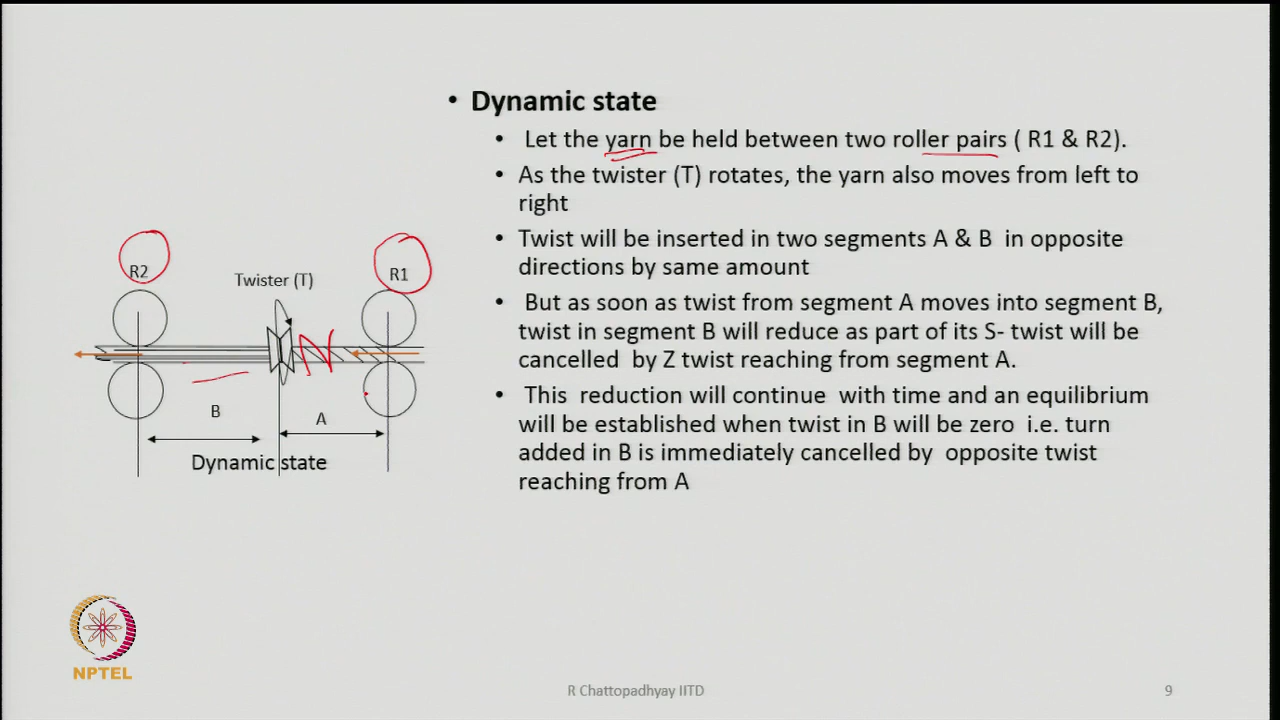 • Dynamic state
• Let the yarn be held between two roller pairs ( R1 & R2).
• As the twister (T) rotates, the yarn also moves from left to
right
• Twist will be inserted in two segments A & B in opposite
directions by same amount
• But as soon as twist from segment A moves into segment B,
twist in segment B will reduce as part of its S- twist will be
cancelled by Z twist reaching from segment A.
• This reduction will continue with time and an equilibrium
will be established when twist in B will be zero i.e. turn
added in B is immediately cancelled by opposite twist
reaching from A
R2
Twister (T)
R1
B
A
Dynamic state
NPTEL
R Chattopadhyay IITD
9